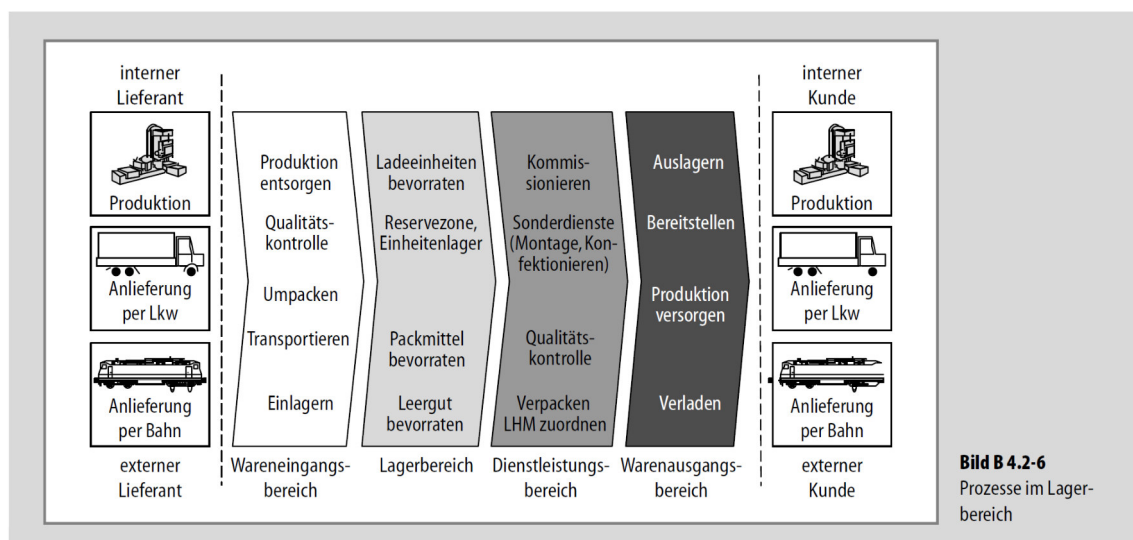 interner
Lieferant
Produktion
Anlieferung
per Lkw
Anlieferung
per Bahn
externer
Lieferant
Produktion
entsorgen
Qualitäts-
kontrolle
Umpacken
Transportieren
Einlagern
Wareneingangs-
bereich
Ladeeinheiten
bevorraten
Reservezone,
Einheitenlager
Packmittel
bevorraten
Leergut
bevorraten
Lagerbereich
Kommis-
sionieren
Sonderdienste
(Montage, Kon-
fektionieren)
Qualitäts-
kontrolle
Verpacken
LHM zuordnen
Dienstleistungs-
bereich
Auslagern
Bereitstellen
Produktion
versorgen
Verladen
Warenausgangs-
bereich
interner
Kunde
Produktion
Anlieferung
per Lkw
Anlieferung
per Bahn
externer
Kunde
Bild B 4.2-6
Prozesse im Lager-
bereich